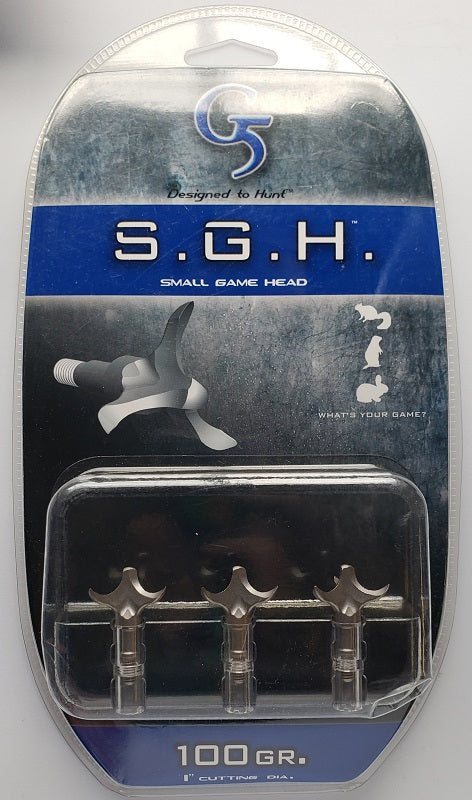 G5
Designed to Hunt™
S.G.H.™
SMALL GAME HEAD
WHAT'S YOUR GAME?
100 GR.
1" CUTTING DIA.